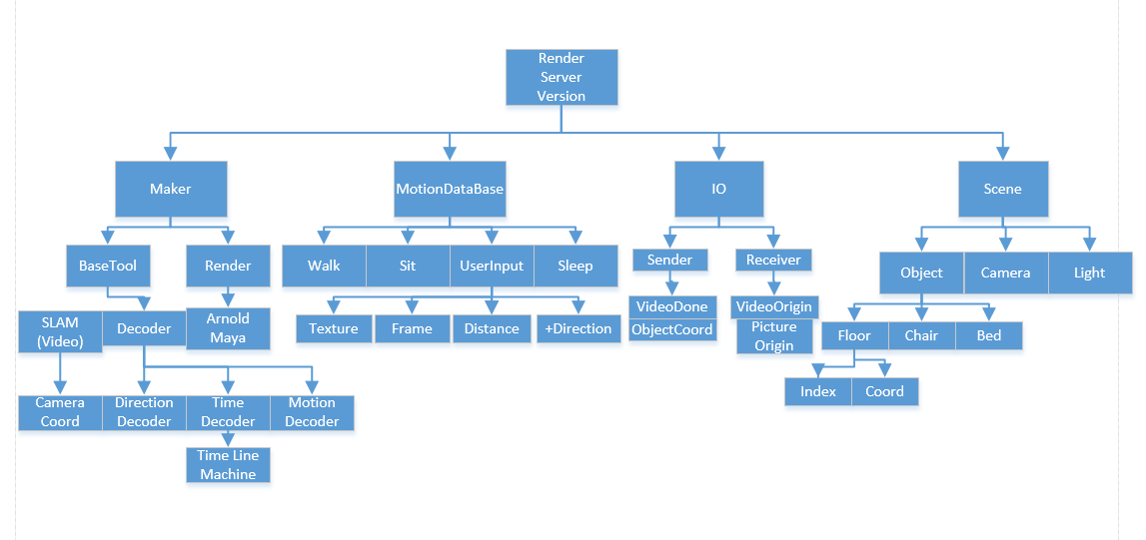 Render
Server
Version
Maker
MotionDataBase
IO
Scene
BaseTool
Render
Walk
Sit
UserInput
Sleep
Sender
Receiver
Object
Camera
Light
SLAM
(Video)
Decoder
Arnold
Maya
Texture
Frame
Distance
+Direction
VideoDone
ObjectCoord
VideoOrigin
Picture
Origin
Floor
Chair
Bed
Camera
Coord
Direction
Decoder
Time
Decoder
Motion
Decoder
Index
Coord
Time Line
Machine